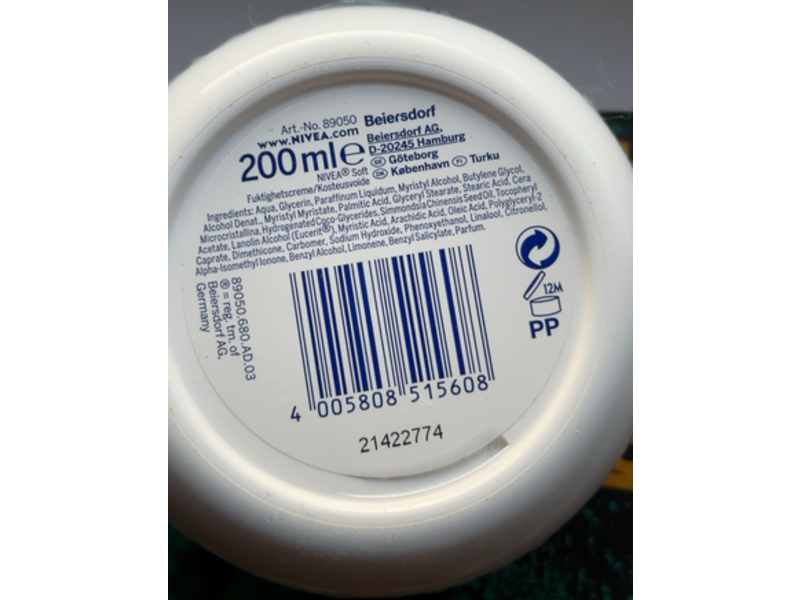 Art.-No. 89050 Beiersdorf
www.NIVEA.com Beiersdorf AG,
200 ml ℮ D-20245 Hamburg
NIVEA® Soft SE Göteborg
Fuktighetscreme/Kosteusvoide DK København FI Turku
Ingredients: Aqua, Glycerin, Paraffinum Liquidum, Myristyl Alcohol, Butylene Glycol,
Alcohol Denat., Myristyl Myristate, Palmitic Acid, Glyceryl Stearate, Stearic Acid, Cera
Microcristallina, Hydrogenated Coco-Glycerides, Simmondsia Chinensis Seed Oil, Tocopheryl
Acetate, Lanolin Alcohol (Eucerit®), Myristic Acid, Arachidic Acid, Oleic Acid, Polyglyceryl-2
Caprate, Dimethicone, Carbomer, Sodium Hydroxide, Phenoxyethanol, Linalool, Citronellol,
Alpha-Isomethyl Ionone, Benzyl Alcohol, Limonene, Benzyl Salicylate, Parfum.
89050.680.AD.03
® = reg. tm. of
Beiersdorf AG,
Germany
12M
PP
4 005808 515608
21422774